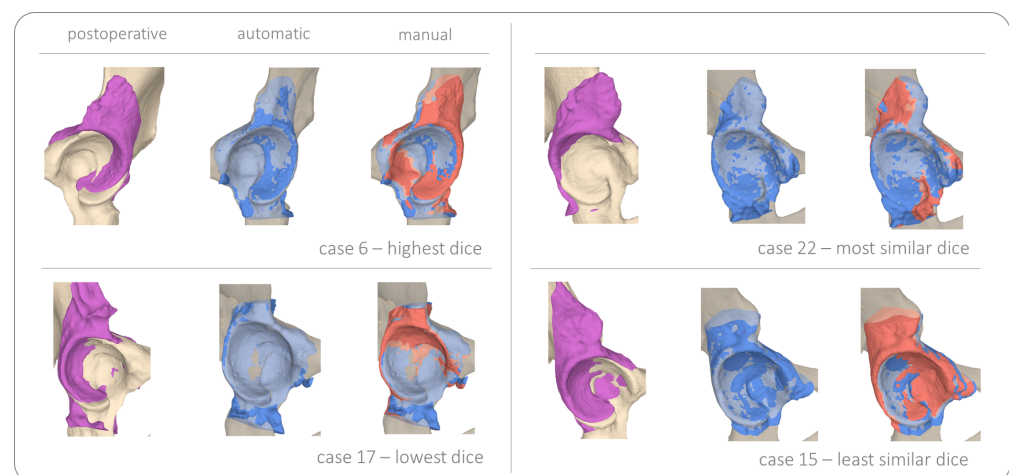 postoperative automatic manual
case 6 – highest dice
case 22 – most similar dice
case 17 – lowest dice
case 15 – least similar dice